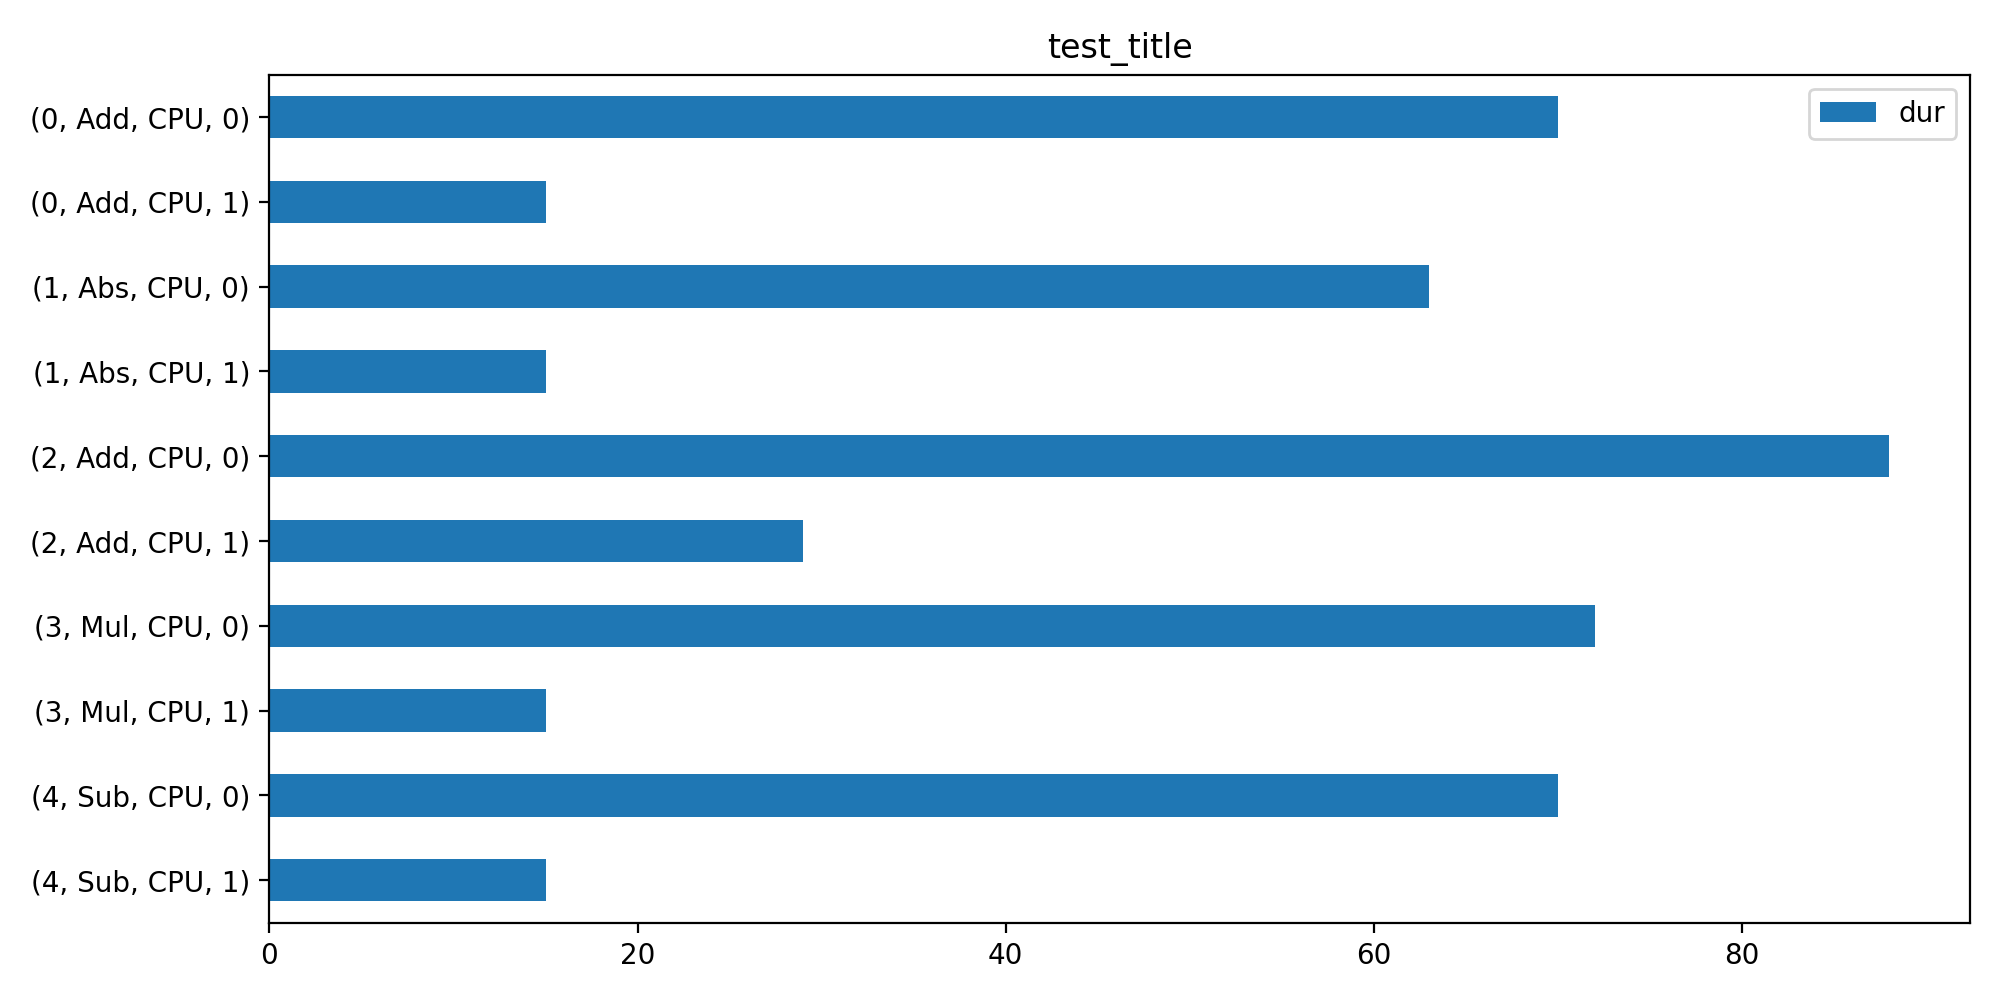 test_title
dur
(0, Add, CPU, 0)
(0, Add, CPU, 1)
(1, Abs, CPU, 0)
(1, Abs, CPU, 1)
(2, Add, CPU, 0)
(2, Add, CPU, 1)
(3, Mul, CPU, 0)
(3, Mul, CPU, 1)
(4, Sub, CPU, 0)
(4, Sub, CPU, 1)
0 20 40 60 80